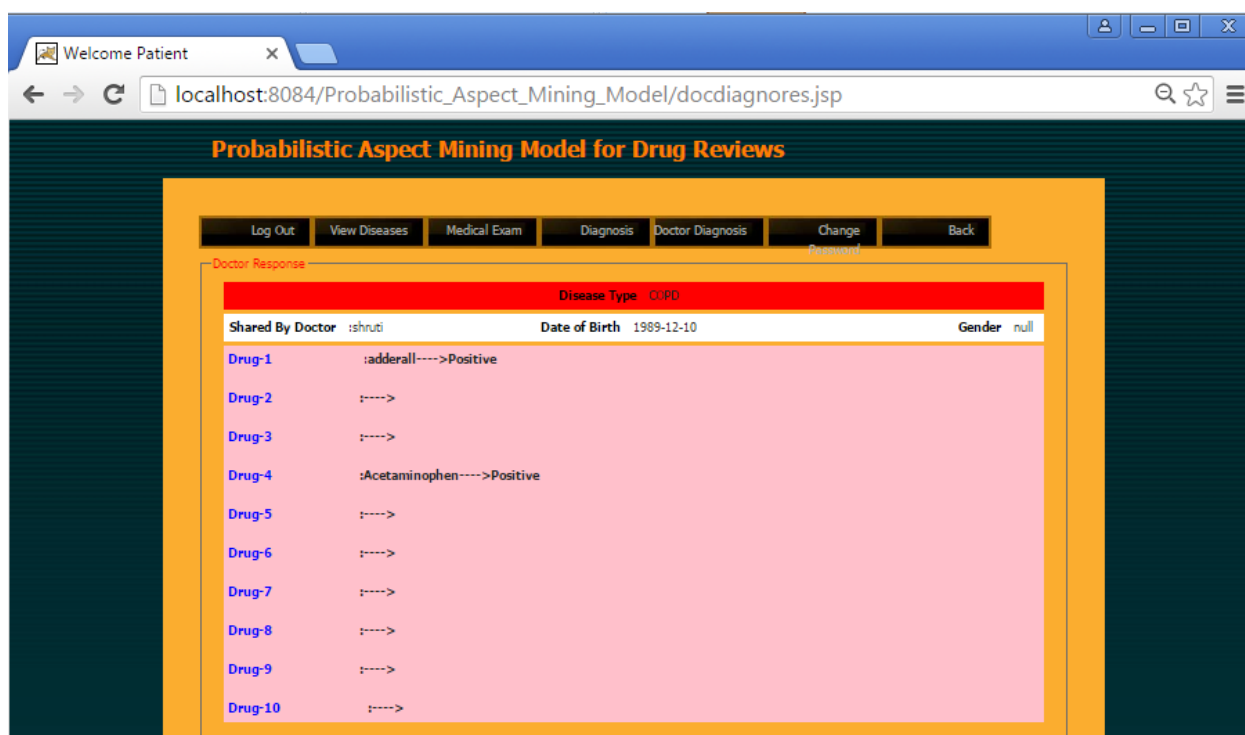 Welcome Patient
localhost:8084/Probabilistic_Aspect_Mining_Model/docdiagnores.jsp
Probabilistic Aspect Mining Model for Drug Reviews
Log Out View Diseases Medical Exam Diagnosis Doctor Diagnosis Change Back
Password
Doctor Response
Disease Type COPD
Shared By Doctor :shruti Date of Birth 1989-12-10 Gender null
Drug-1 :adderall---->Positive
Drug-2 :---->
Drug-3 :---->
Drug-4 :Acetaminophen---->Positive
Drug-5 :---->
Drug-6 :---->
Drug-7 :---->
Drug-8 :---->
Drug-9 :---->
Drug-10 :---->